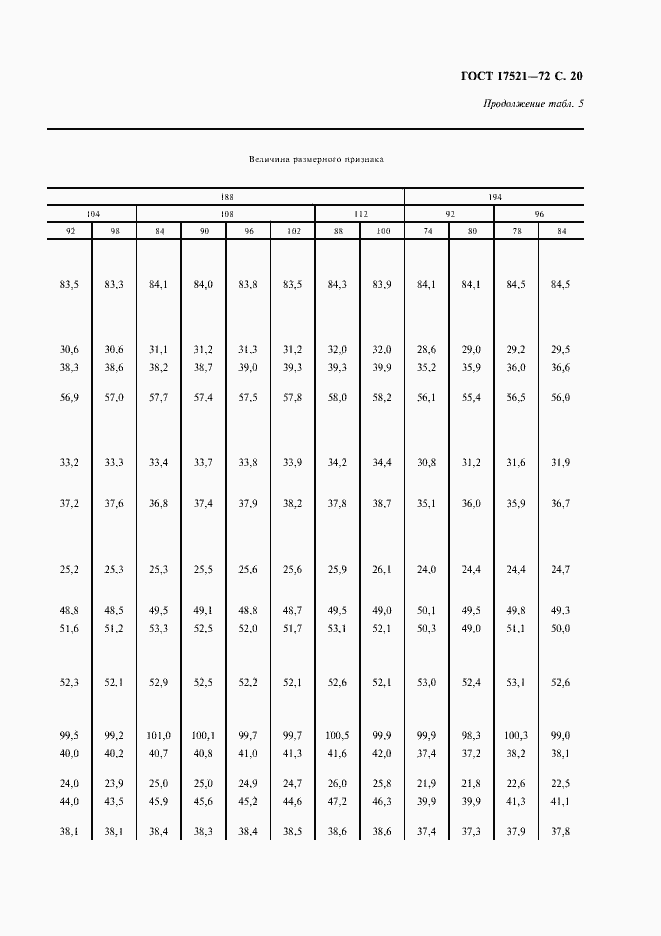 ГОСТ 17521—72 С. 20
Продолжение табл. 5
Величина размерного признака
188 194
104 108 112 92 96
92 98 84 90 96 102 88 100 74 80 78 84
83,5 83,3 84,1 84,0 83,8 83,5 84,3 83,9 84,1 84,1 84,5 84,5
30,6 30,6 31,1 31,2 31,3 31,2 32,0 32,0 28,6 29,0 29,2 29,5
38,3 38,6 38,2 38,7 39,0 39,3 39,3 39,9 35,2 35,9 36,0 36,6
56,9 57,0 57,7 57,4 57,5 57,8 58,0 58,2 56,1 55,4 56,5 56,0
33,2 33,3 33,4 33,7 33,8 33,9 34,2 34,4 30,8 31,2 31,6 31,9
37,2 37,6 36,8 37,4 37,9 38,2 37,8 38,7 35,1 36,0 35,9 36,7
25,2 25,3 25,3 25,5 25,6 25,6 25,9 26,1 24,0 24,4 24,4 24,7
48,8 48,5 49,5 49,1 48,8 48,7 49,5 49,0 50,1 49,5 49,8 49,3
51,6 51,2 53,3 52,5 52,0 51,7 53,1 52,1 50,3 49,0 51,1 50,0
52,3 52,1 52,9 52,5 52,2 52,1 52,6 52,1 53,0 52,4 53,1 52,6
99,5 99,2 101,0 100,1 99,7 99,7 100,5 99,9 99,9 98,3 100,3 99,0
40,0 40,2 40,7 40,8 41,0 41,3 41,6 42,0 37,4 37,2 38,2 38,1
24,0 23,9 25,0 25,0 24,9 24,7 26,0 25,8 21,9 21,8 22,6 22,5
44,0 43,5 45,9 45,6 45,2 44,6 47,2 46,3 39,9 39,9 41,3 41,1
38,1 38,1 38,4 38,3 38,4 38,5 38,6 38,6 37,4 37,3 37,9 37,8